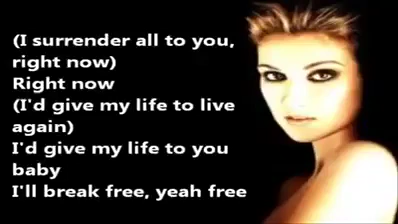 (I surrender all to you,
right now)
Right now
(I'd give my life to live
again)
I'd give my life to you
baby
I'll break free, yeah free